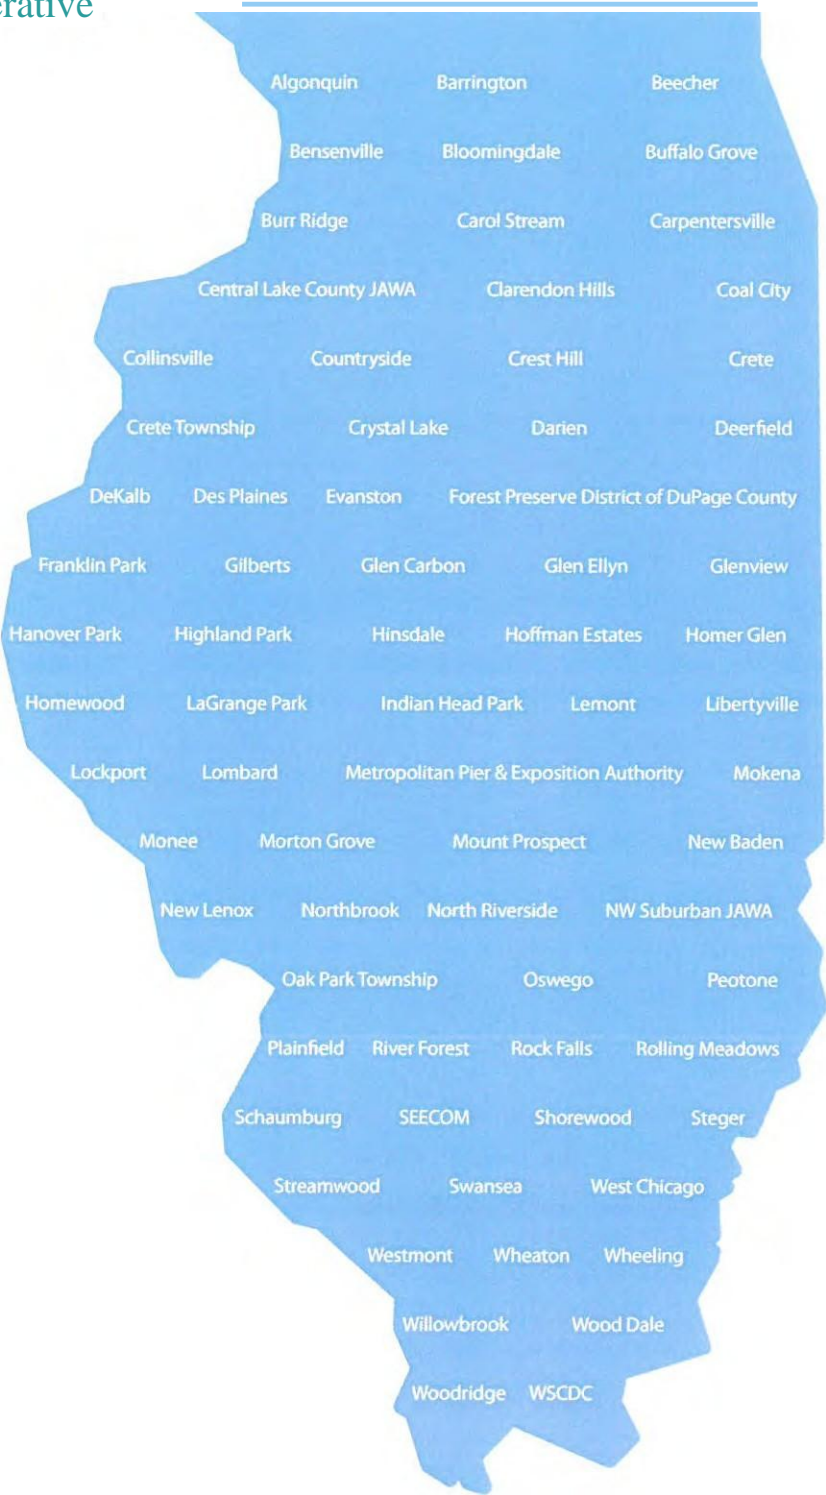 erative
Algonquin Barrington Beecher
Bensenville Bloomingdale Buffalo Grove
Burr Ridge Carol Stream Carpentersville
Central Lake County JAWA Clarendon Hills Coal City
Collinsville Countryside Crest Hill Crete
Crete Township Crystal Lake Darien Deerfield
DeKalb Des Plaines Evanston Forest Preserve District of DuPage County
Franklin Park Gilberts Glen Carbon Glen Ellyn Glenview
Hanover Park Highland Park Hinsdale Hoffman Estates Homer Glen
Homewood LaGrange Park Indian Head Park Lemont Libertyville
Lockport Lombard Metropolitan Pier & Exposition Authority Mokena
Monee Morton Grove Mount Prospect New Baden
New Lenox Northbrook North Riverside NW Suburban JAWA
Oak Park Township Oswego Peotone
Plainfield River Forest Rock Falls Rolling Meadows
Schaumburg SEECOM Shorewood Steger
Streamwood Swansea West Chicago
Westmont Wheaton Wheeling
Willowbrook Wood Dale
Woodridge WSCDC